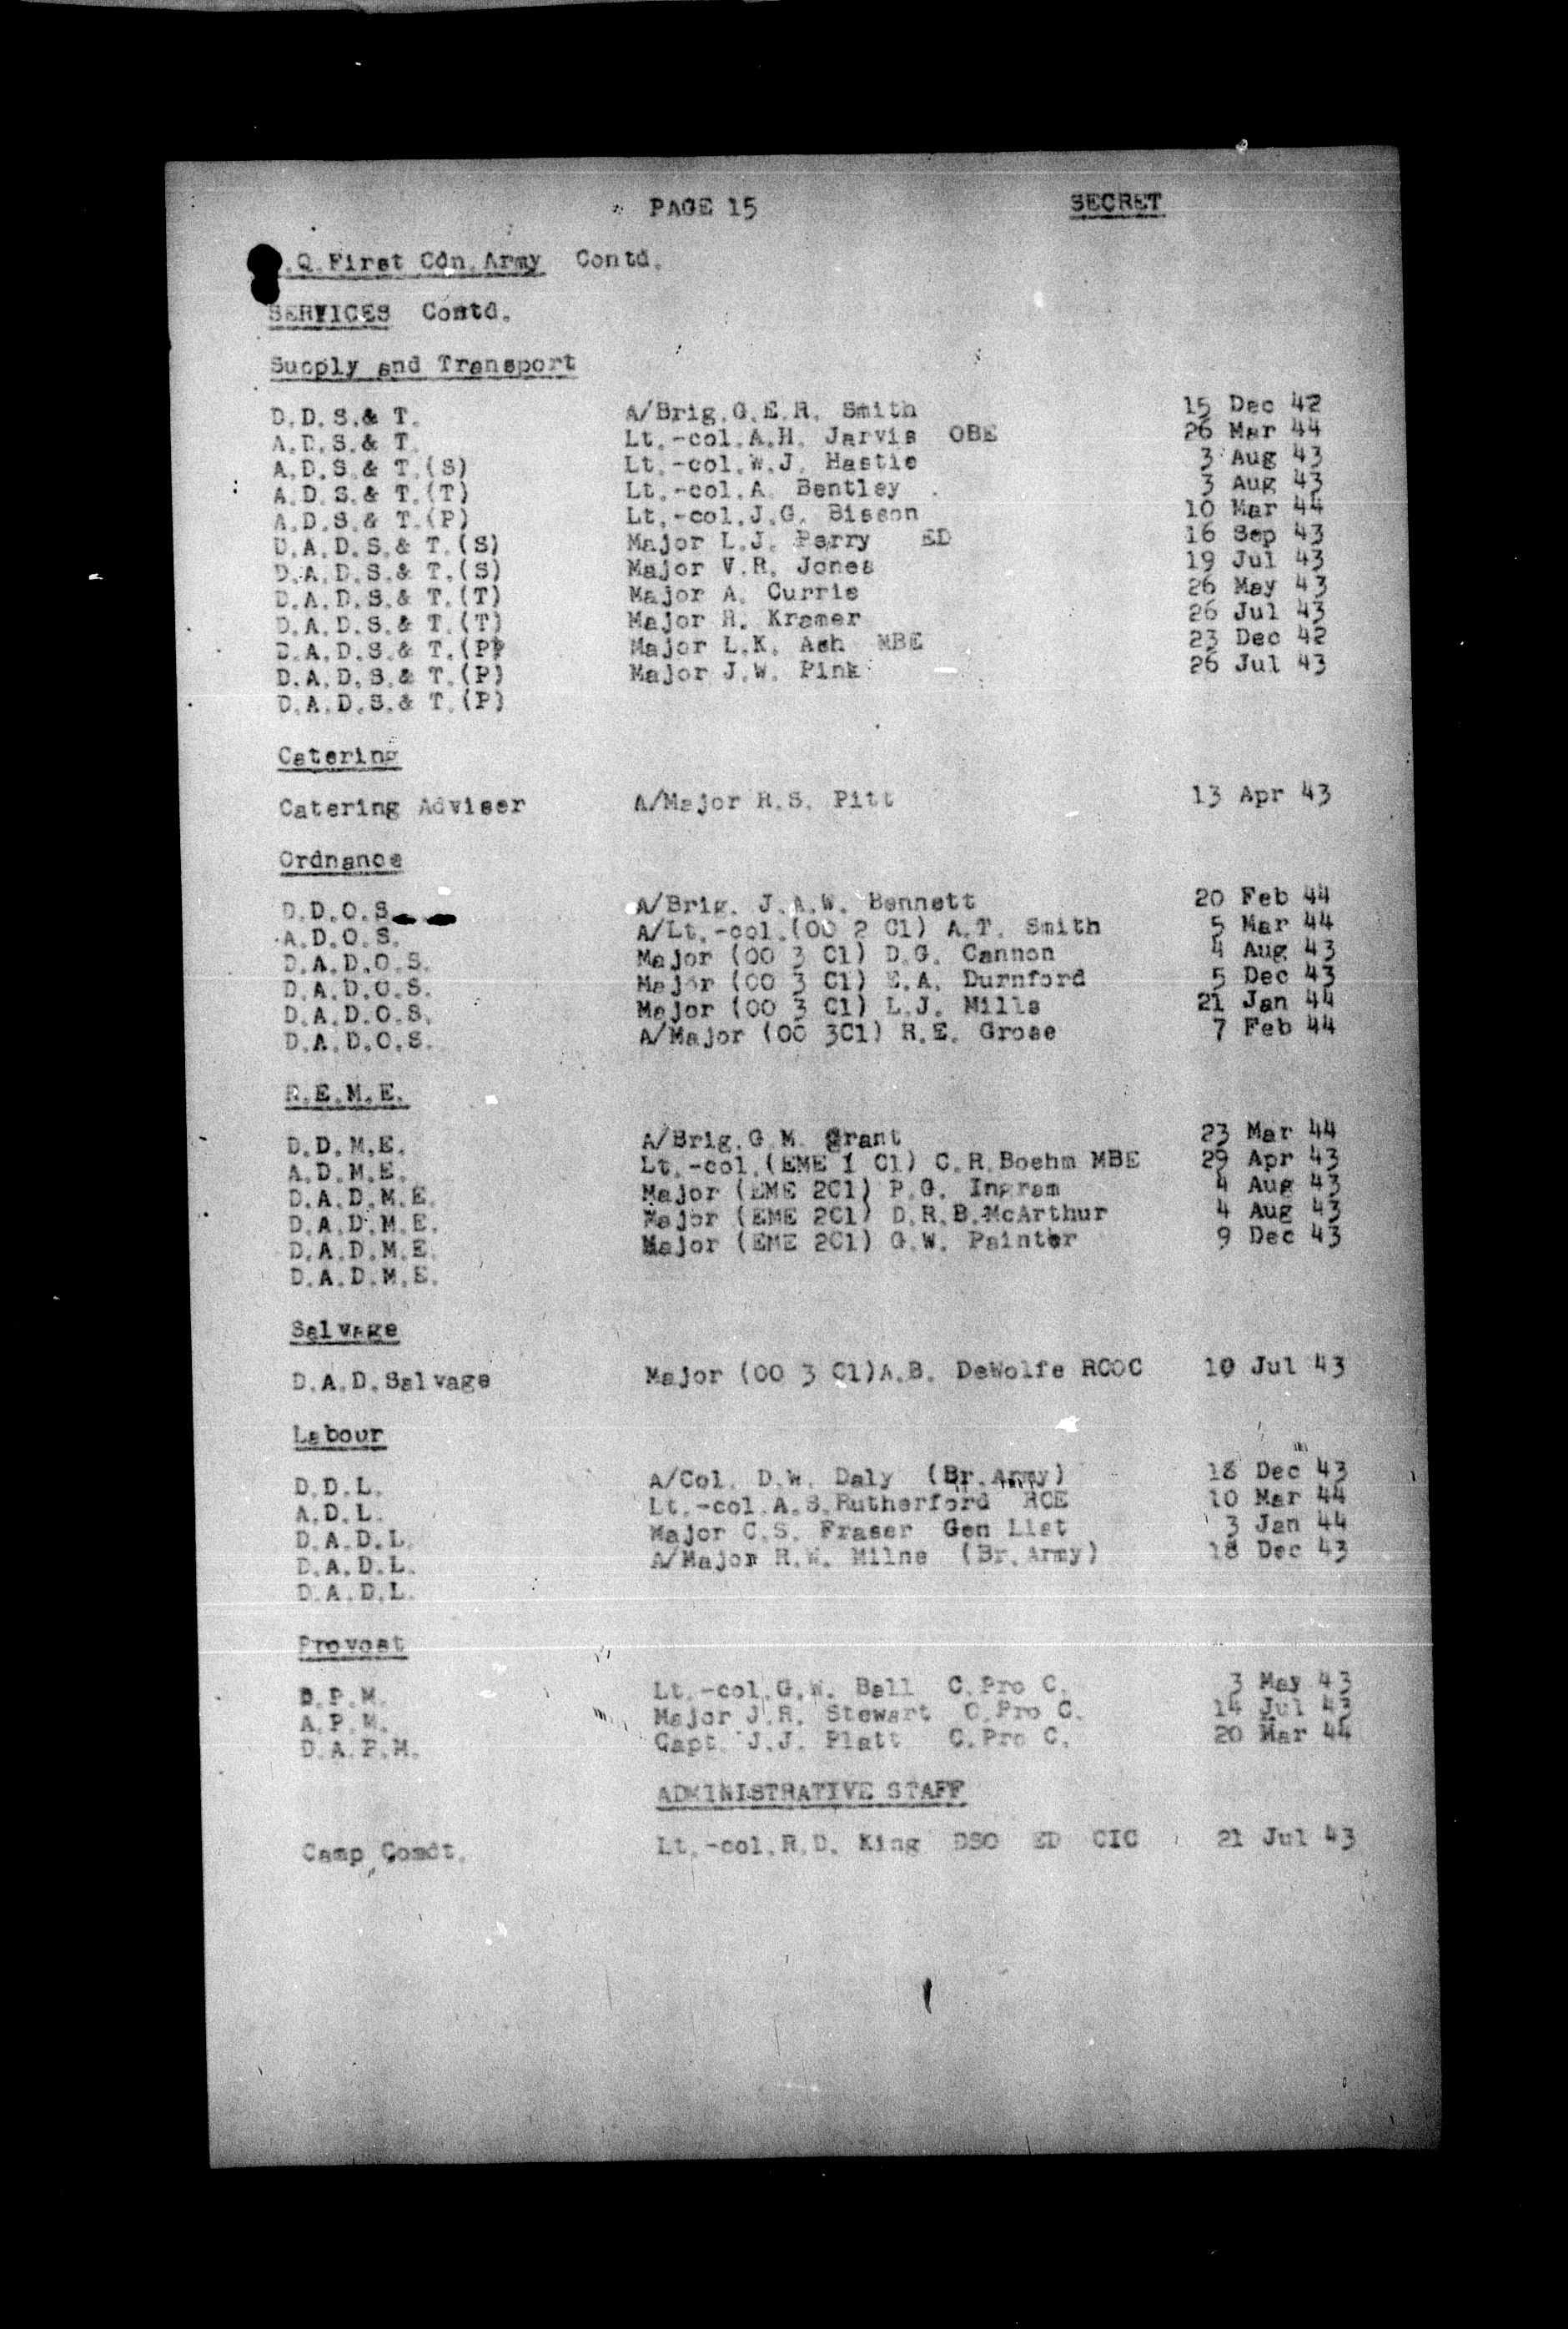 PAGE 15 SECRET
.Q.First Cdn.Army Contd.
SERVICES Contd.
Supply and Transport
D.D.S.& T. A/Brig.G.E.R. Smith 15 Dec 42
A.D.S.& T. Lt.-col.A.H. Jarvis OBE 26 Mar 44
A.D.S.& T.(S) Lt.-col.W.J. Hastie 3 Aug 43
A.D.S.& T.(T) Lt.-col.A. Bentley 3 Aug 43
A.D.S.& T.(P) Lt.-col.J.G. Bisson 10 Mar 44
D.A.D.S.& T.(S) Major L.J. Perry ED 16 Sep 43
D.A.D.S.& T.(S) Major V.R. Jones 19 Jul 43
D.A.D.S.& T.(T) Major A. Currie 26 May 43
D.A.D.S.& T.(T) Major H. Kramer 26 Jul 43
D.A.D.S.& T.(P) Major L.K. Ash MBE 23 Dec 42
D.A.D.S.& T.(P) Major J.W. Pink 26 Jul 43
D.A.D.S.& T.(P)
Catering
Catering Adviser A/Major R.S. Pitt 13 Apr 43
Ordnance
D.D.O.S. A/Brig. J.A.W. Bennett 20 Feb 44
A.D.O.S. A/Lt.-col.(OO 2 Cl) A.T. Smith 5 Mar 44
D.A.D.O.S. Major (OO 3 Cl) D.G. Cannon 4 Aug 43
D.A.D.O.S. Major (OO 3 Cl) E.A. Durnford 5 Dec 43
D.A.D.O.S. Major (OO 3 Cl) L.J. Mills 21 Jan 44
D.A.D.O.S. A/Major (OO 3Cl) R.E. Grose 7 Feb 44
R.E.M.E.
D.D.M.E. A/Brig.G.M. Grant 23 Mar 44
A.D.M.E. Lt.-col.(EME 1 Cl) C.R.Boehm MBE 29 Apr 43
D.A.D.M.E. Major (EME 2Cl) P.G. Ingram 4 Aug 43
D.A.D.M.E. Major (EME 2Cl) D.R.B.McArthur 4 Aug 43
D.A.D.M.E. Major (EME 2Cl) G.W. Painter 9 Dec 43
D.A.D.M.E.
Salvage
D.A.D.Salvage Major (OO 3 Cl)A.B. DeWolfe RCOC 10 Jul 43
Labour
D.D.L. A/Col. D.W. Daly (Br.Army) 18 Dec 43
A.D.L. Lt.-col.A.S.Rutherford RCE 10 Mar 44
D.A.D.L. Major C.S. Fraser Gen List 3 Jan 44
D.A.D.L. A/Major R.W. Milne (Br.Army) 18 Dec 43
D.A.D.L.
Provost
D.P.M. Lt.-col.G.W. Ball C.Pro C. 3 May 43
A.P.M. Major J.R. Stewart C.Pro C. 14 Jul 43
D.A.P.M. Capt. J.J. Platt C.Pro C. 20 Mar 44
ADMINISTRATIVE STAFF
Camp Comdt. Lt.-col.R.D. King DSO ED CIC 21 Jul 43